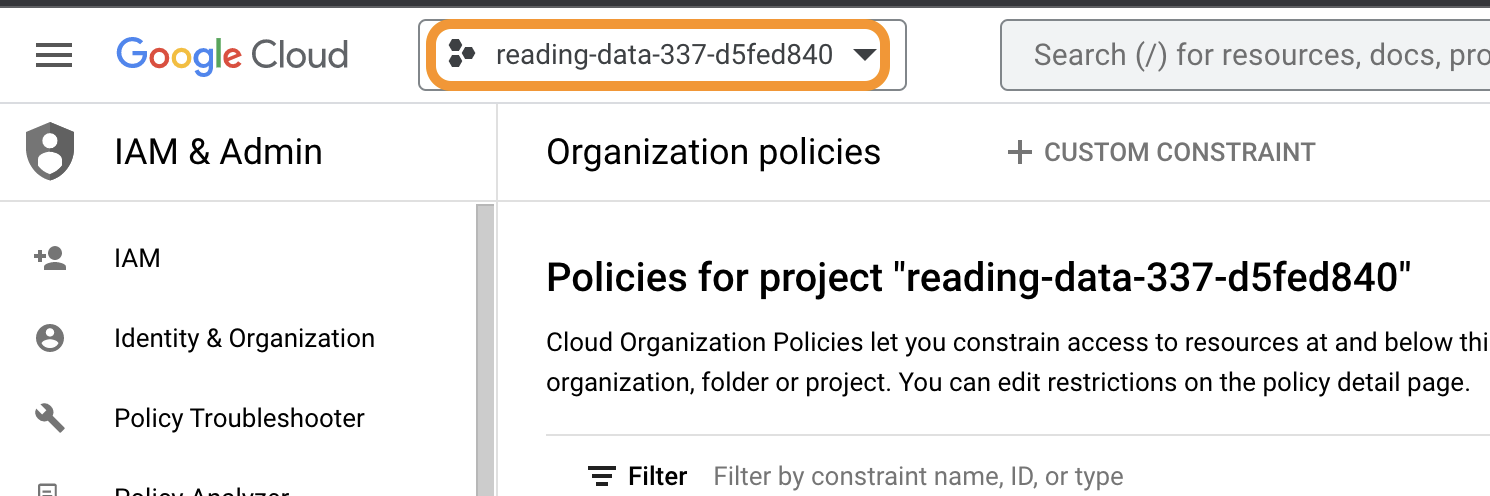 Google Cloud
reading-data-337-d5fed840
Search (/) for resources, docs, pro
IAM & Admin
Organization policies
CUSTOM CONSTRAINT
IAM
Identity & Organization
Policy Troubleshooter
Policy Analyzer
Policies for project "reading-data-337-d5fed840"
Cloud Organization Policies let you constrain access to resources at and below thi
organization, folder or project. You can edit restrictions on the policy detail page.
Filter Filter by constraint name, ID, or type